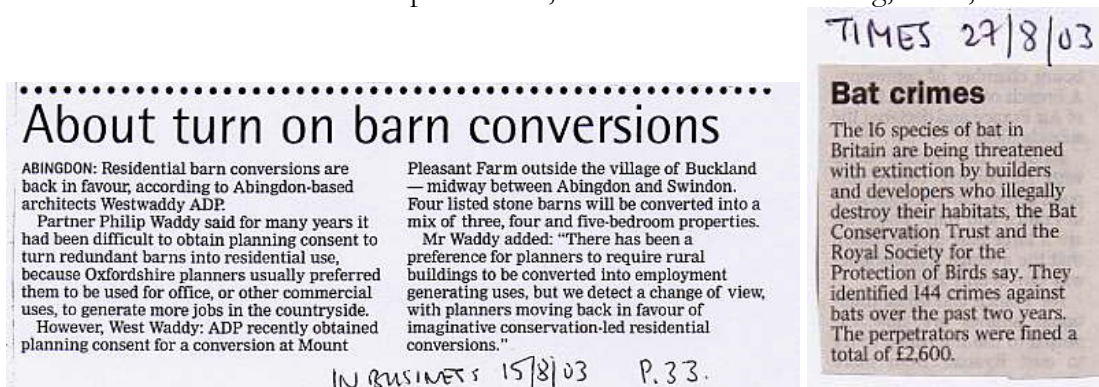 About turn on barn conversions
ABINGDON: Residential barn conversions are
back in favour, according to Abingdon-based
architects Westwaddy ADP.
Partner Philip Waddy said for many years it
had been difficult to obtain planning consent to
turn redundant barns into residential use,
because Oxfordshire planners usually preferred
them to be used for office, or other commercial
uses, to generate more jobs in the countryside.
However, West Waddy: ADP recently obtained
planning consent for a conversion at Mount
Pleasant Farm outside the village of Buckland
— midway between Abingdon and Swindon.
Four listed stone barns will be converted into a
mix of three, four and five-bedroom properties.
Mr Waddy added: “There has been a
preference for planners to require rural
buildings to be converted into employment
generating uses, but we detect a change of view,
with planners moving back in favour of
imaginative conservation-led residential
conversions.”
IN BUSINESS 15/8/03 P.33.
TIMES 27/8/03
Bat crimes
The 16 species of bat in
Britain are being threatened
with extinction by builders
and developers who illegally
destroy their habitats, the Bat
Conservation Trust and the
Royal Society for the
Protection of Birds say. They
identified 144 crimes against
bats over the past two years.
The perpetrators were fined a
total of £2,600.